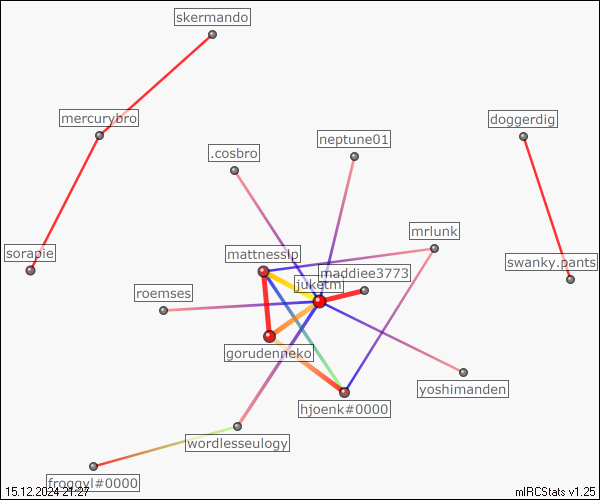 skermando
mercurybro
doggerdig
neptune01
.cosbro
mrlunk
sorapie
mattnesslp
swanky.pants
maddiee3773
juketm
roemses
gorudenneko
yoshimanden
hjoenk#0000
wordlesseulogy
froggyl#0000
15.12.2024 21:27
mIRCStats v1.25